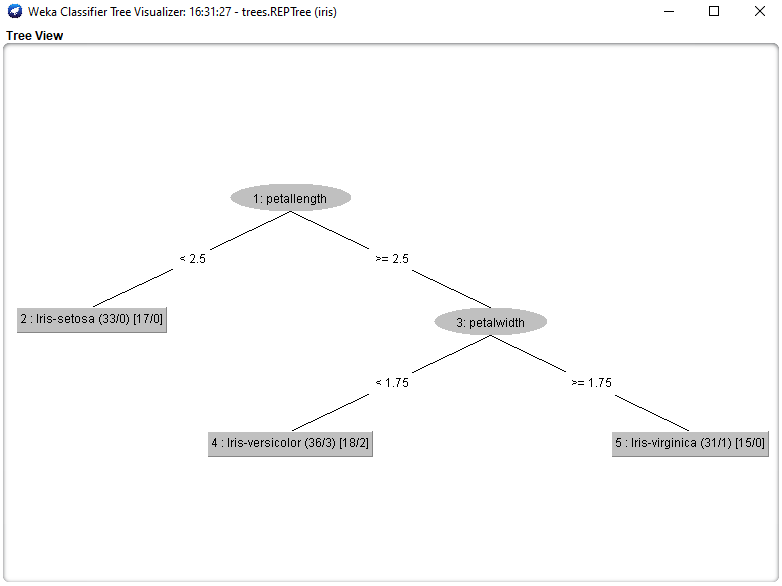 Weka Classifier Tree Visualizer: 16:31:27 - trees.REPTree (iris)
Tree View
1: petallength
< 2.5
>= 2.5
2 : Iris-setosa (33/0) [17/0]
3: petalwidth
< 1.75
>= 1.75
4 : Iris-versicolor (36/3) [18/2]
5 : Iris-virginica (31/1) [15/0]